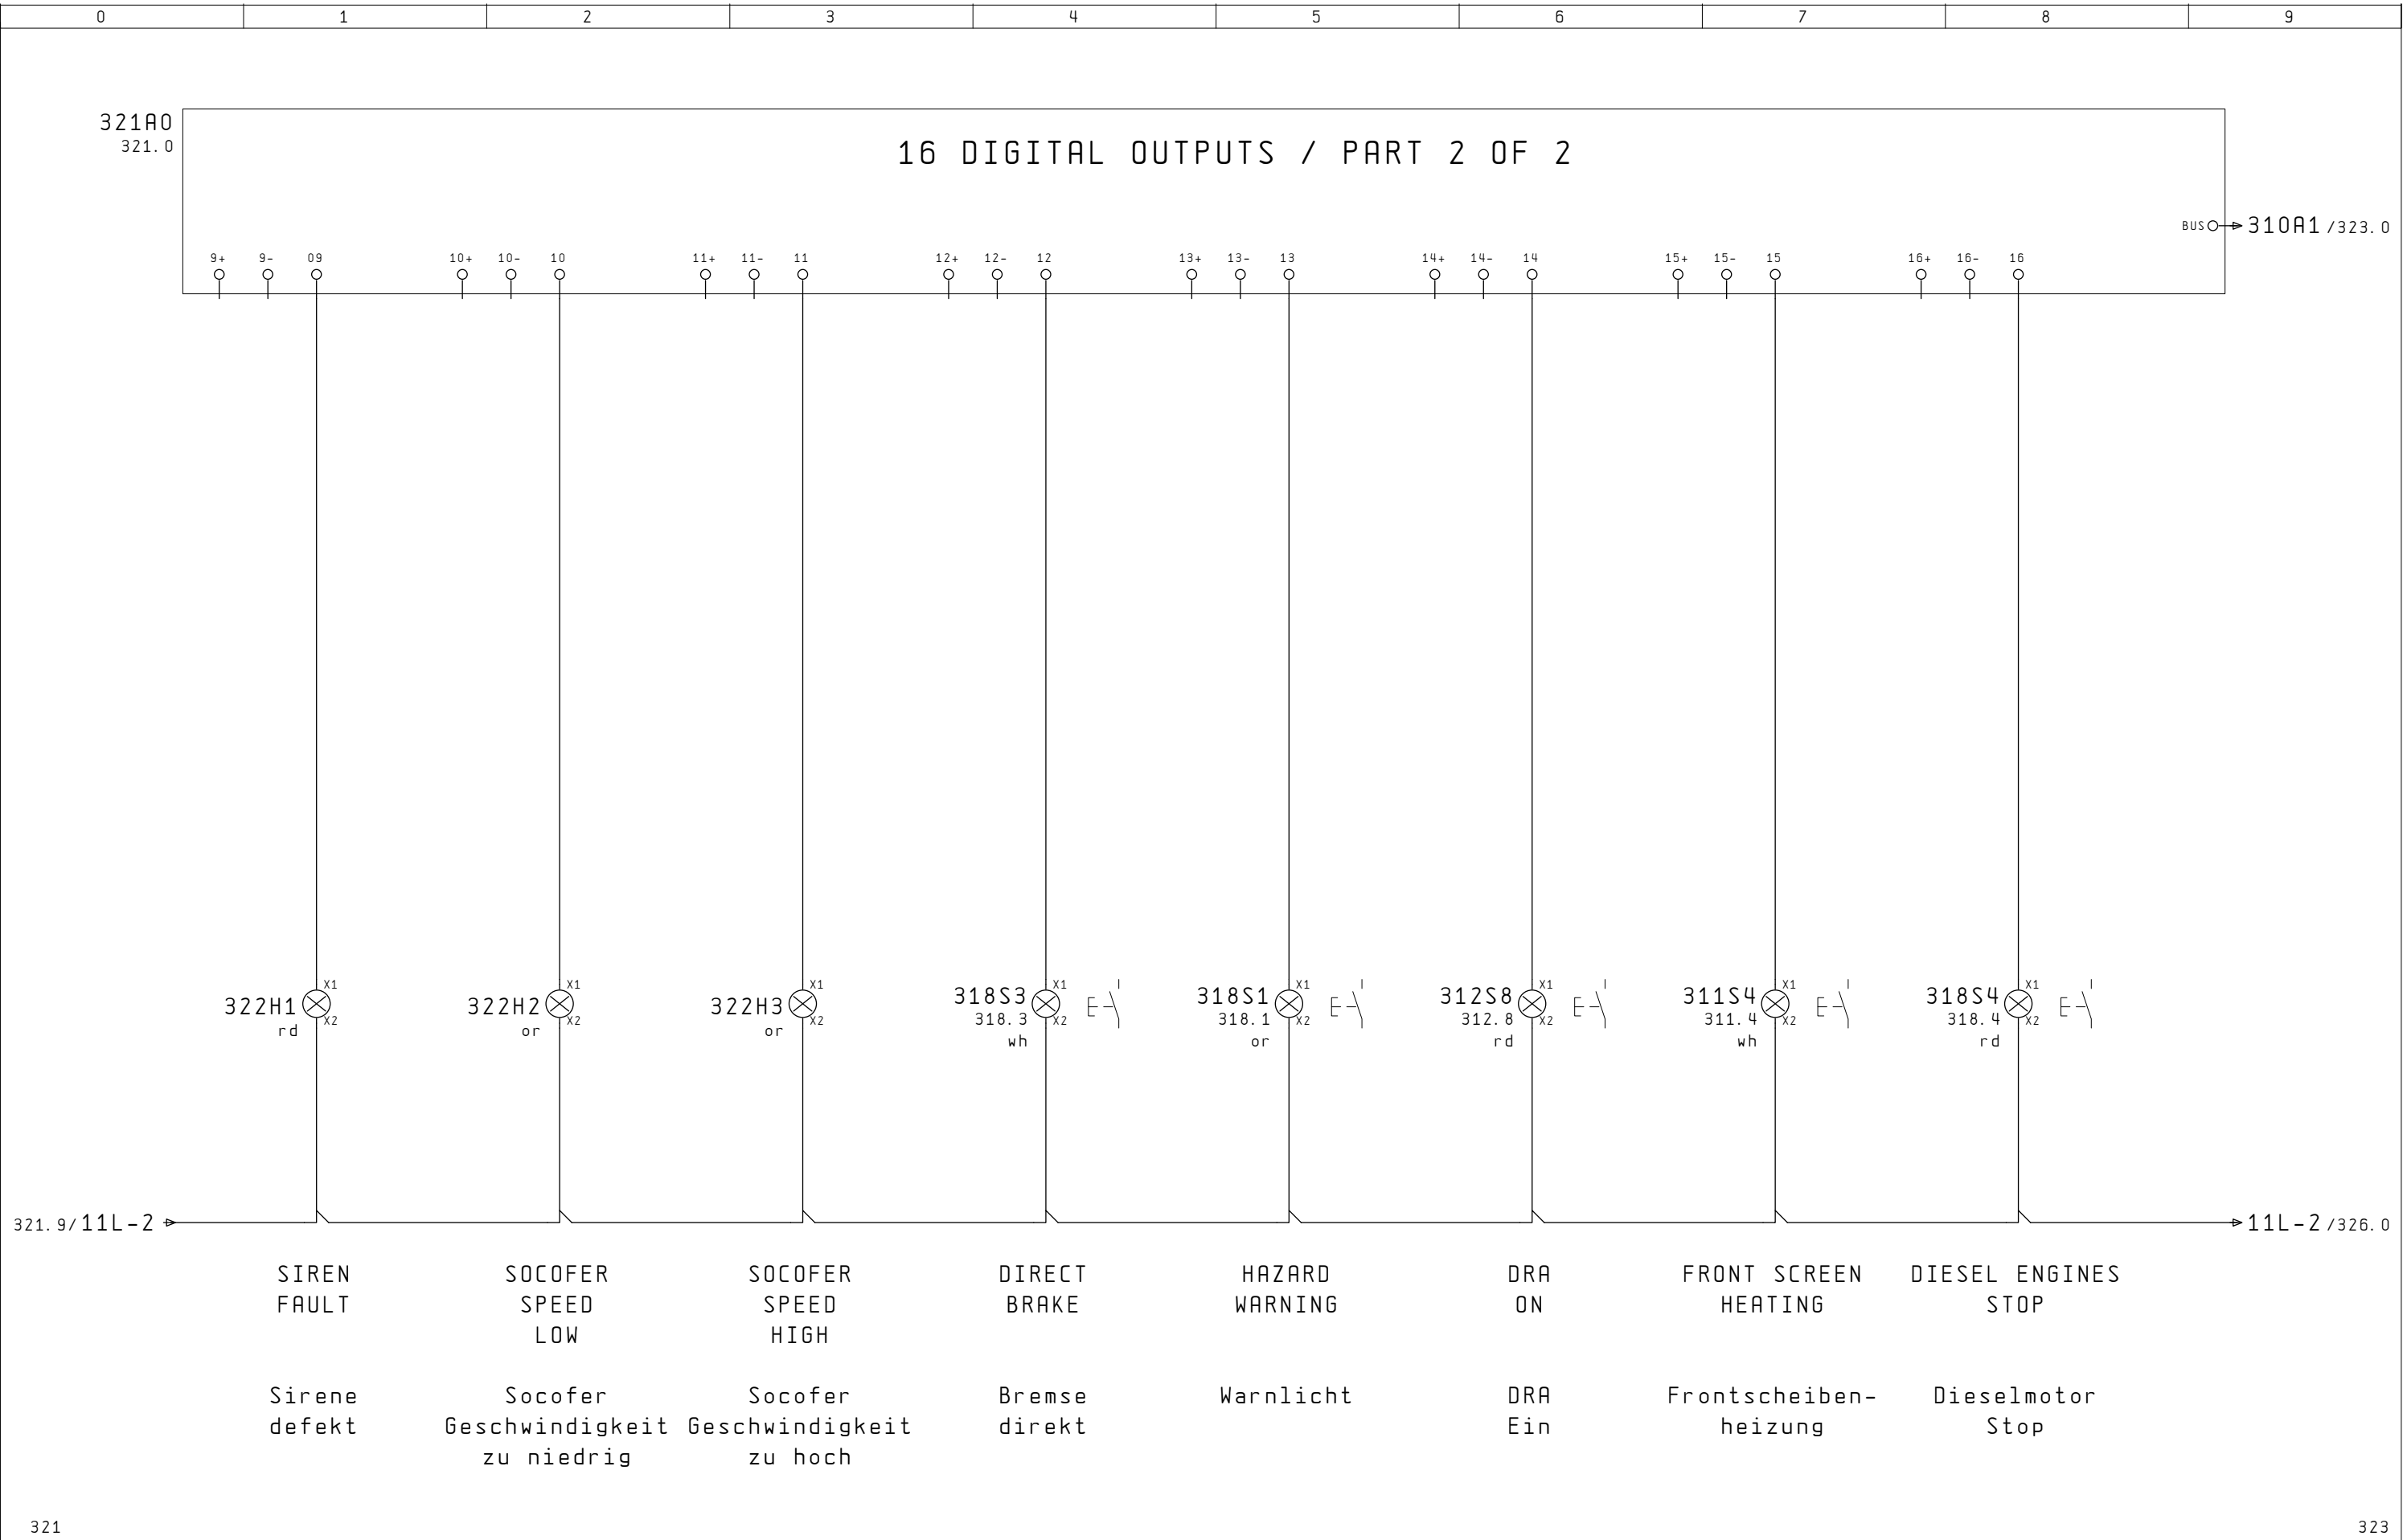 0 1 2 3 4 5 6 7 8 9
321A0
321.0
16 DIGITAL OUTPUTS / PART 2 OF 2
BUS 310A1 /323.0
9+ 9- 09 10+ 10- 10 11+ 11- 11 12+ 12- 12 13+ 13- 13 14+ 14- 14 15+ 15- 15 16+ 16- 16
322H1 X1 X2
rd
322H2 X1 X2
or
322H3 X1 X2
or
318S3 X1
318.3 X2
wh
318S1 X1
318.1 X2
or
312S8 X1
312.8 X2
rd
311S4 X1
311.4 X2
wh
318S4 X1
318.4 X2
rd
321.9/ 11L-2
11L-2 /326.0
SIREN
FAULT
Sirene
defekt
SOCOFER
SPEED
LOW
Socofer
Geschwindigkeit
zu niedrig
SOCOFER
SPEED
HIGH
Socofer
Geschwindigkeit
zu hoch
DIRECT
BRAKE
Bremse
direkt
HAZARD
WARNING
Warnlicht
DRA
ON
DRA
Ein
FRONT SCREEN
HEATING
Frontscheiben-
heizung
DIESEL ENGINES
STOP
Dieselmotor
Stop
321
323